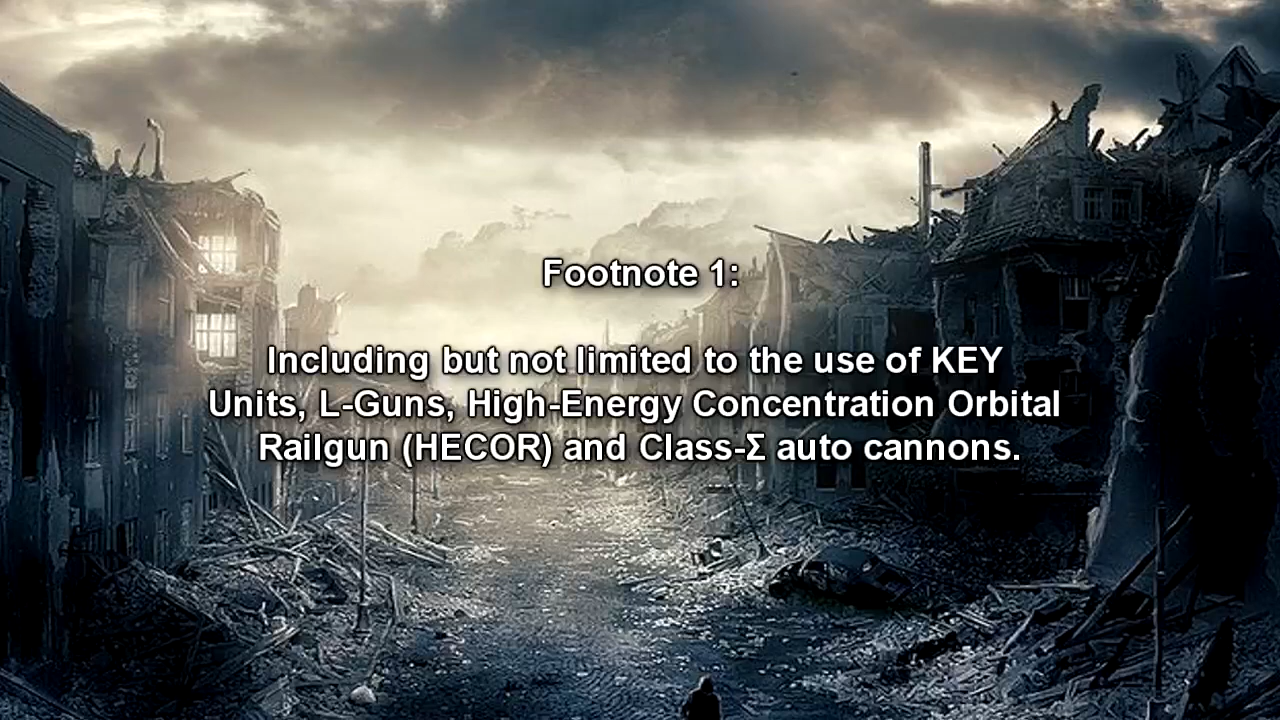 Footnote 1:
Including but not limited to the use of KEY
Units, L-Guns, High-Energy Concentration Orbital
Railgun (HECOR) and Class-Σ auto cannons.